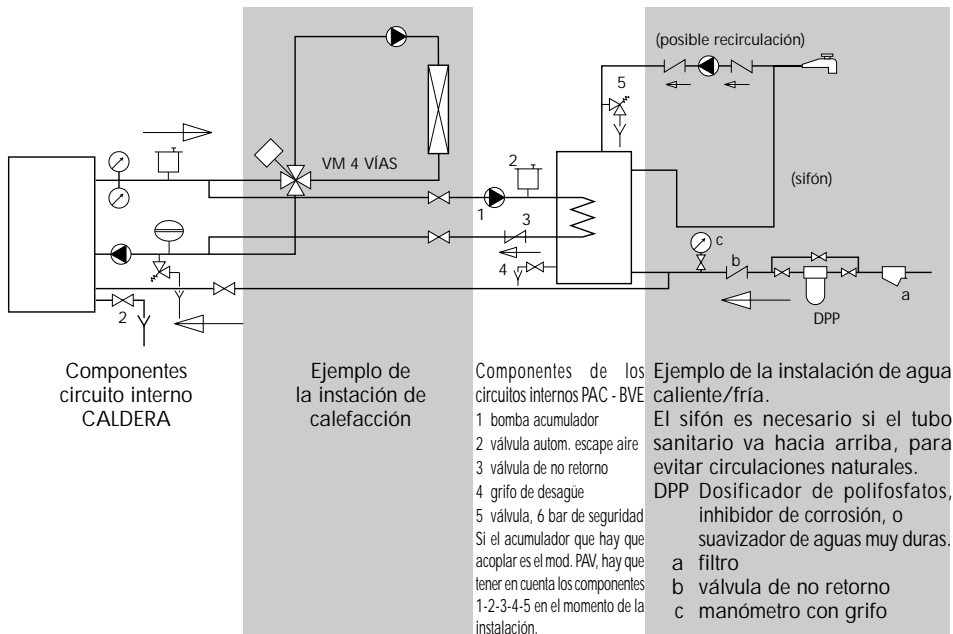 (posible recirculación)
5
2
VM 4 VÍAS
(sifón)
1
3
c
4
b
a
2
DPP
Componentes
circuito interno
CALDERA
Ejemplo de
la instación de
calefacción
Componentes de los
circuitos internos PAC - BVE
1 bomba acumulador
2 válvula autom. escape aire
3 válvula de no retorno
4 grifo de desagüe
5 válvula, 6 bar de seguridad
Si el acumulador que hay que
acoplar es el mod. PAV, hay que
tener en cuenta los componentes
1-2-3-4-5 en el momento de la
instalación.
Ejemplo de la instalación de agua
caliente/fría.
El sifón es necesario si el tubo
sanitario va hacia arriba, para
evitar circulaciones naturales.
DPP Dosificador de polifosfatos,
inhibidor de corrosión, o
suavizador de aguas muy duras.
a filtro
b válvula de no retorno
c manómetro con grifo